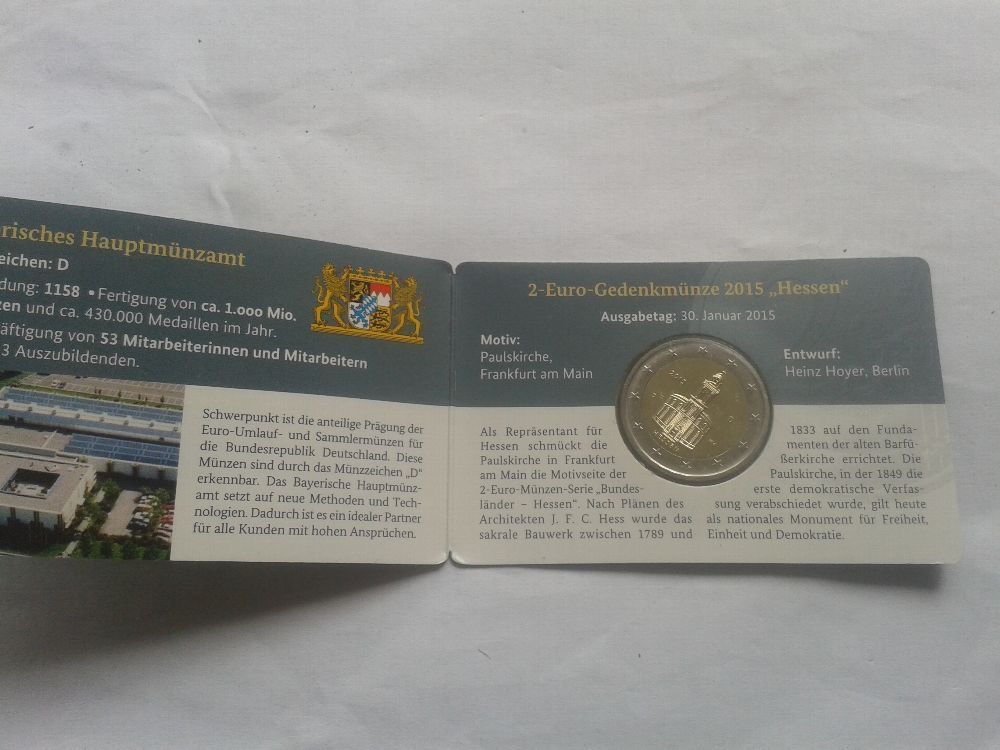 risches Hauptmünzamt
eichen: D
dung: 1158 • Fertigung von ca. 1.000 Mio.
zen und ca. 430.000 Medaillen im Jahr.
äftigung von 53 Mitarbeiterinnen und Mitarbeitern
3 Auszubildenden.
Schwerpunkt ist die anteilige Prägung der
Euro-Umlauf- und Sammlermünzen für
die Bundesrepublik Deutschland. Diese
Münzen sind durch das Münzzeichen „D"
erkennbar. Das Bayerische Hauptmünz-
amt setzt auf neue Methoden und Tech-
nologien. Dadurch ist es ein idealer Partner
für alle Kunden mit hohen Ansprüchen.
2-Euro-Gedenkmünze 2015 „Hessen"
Ausgabetag: 30. Januar 2015
Motiv:
Paulskirche,
Frankfurt am Main
Entwurf:
Heinz Hoyer, Berlin
Als Repräsentant für
Hessen schmückt die
Paulskirche in Frankfurt
am Main die Motivseite der
2-Euro-Münzen-Serie „Bundes-
länder – Hessen". Nach Plänen des
Architekten J. F. C. Hess wurde das
sakrale Bauwerk zwischen 1789 und
1833 auf den Funda-
menten der alten Barfü-
ßerkirche errichtet. Die
Paulskirche, in der 1849 die
erste demokratische Verfas-
sung verabschiedet wurde, gilt heute
als nationales Monument für Freiheit,
Einheit und Demokratie.